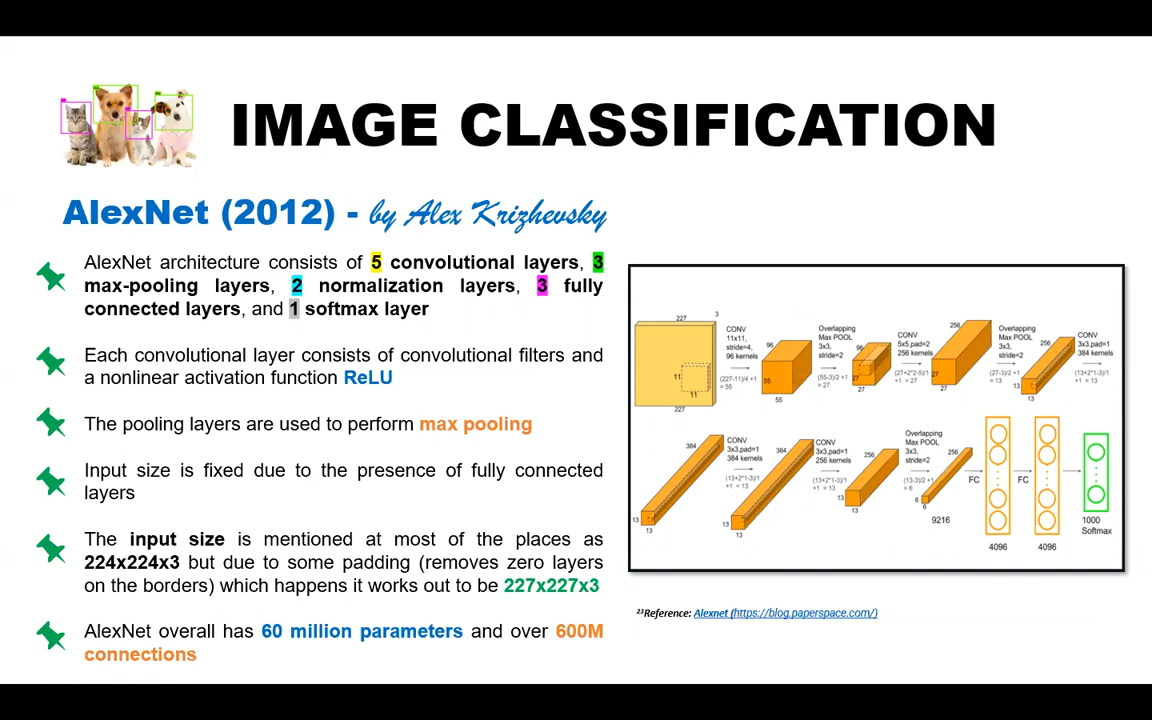 IMAGE CLASSIFICATION
AlexNet (2012) - by Alex Krizhevsky
AlexNet architecture consists of 5 convolutional layers, 3
max-pooling layers, 2 normalization layers, 3 fully
connected layers, and 1 softmax layer
Each convolutional layer consists of convolutional filters and
a nonlinear activation function ReLU
The pooling layers are used to perform max pooling
Input size is fixed due to the presence of fully connected
layers
The input size is mentioned at most of the places as
224x224x3 but due to some padding (removes zero layers
on the borders) which happens it works out to be 227x227x3
AlexNet overall has 60 million parameters and over 600M
connections
227
3
11
11
227
CONV
11x11,
stride=4,
96 kernels
(227-11)/4 +1
= 55
96
55
55
Overlapping
Max POOL
3x3,
stride=2
(55-3)/2 +1
= 27
96
27
27
CONV
5x5,pad=2
256 kernels
(27+2*2-5)/1
+1 = 27
256
27
27
Overlapping
Max POOL
3x3,
stride=2
(27-3)/2 +1
= 13
256
13
13
CONV
3x3,pad=1
384 kernels
(13+2*1-3)/1
+1 = 13
384
13
13
CONV
3x3,pad=1
384 kernels
(13+2*1-3)/1
+1 = 13
384
13
13
CONV
3x3,pad=1
256 kernels
(13+2*1-3)/1
+1 = 13
256
13
13
Overlapping
Max POOL
3x3,
stride=2
(13-3)/2 +1
= 6
256
6
6
9216
FC
4096
FC
4096
1000
Softmax
23Reference: Alexnet (https://blog.paperspace.com/)